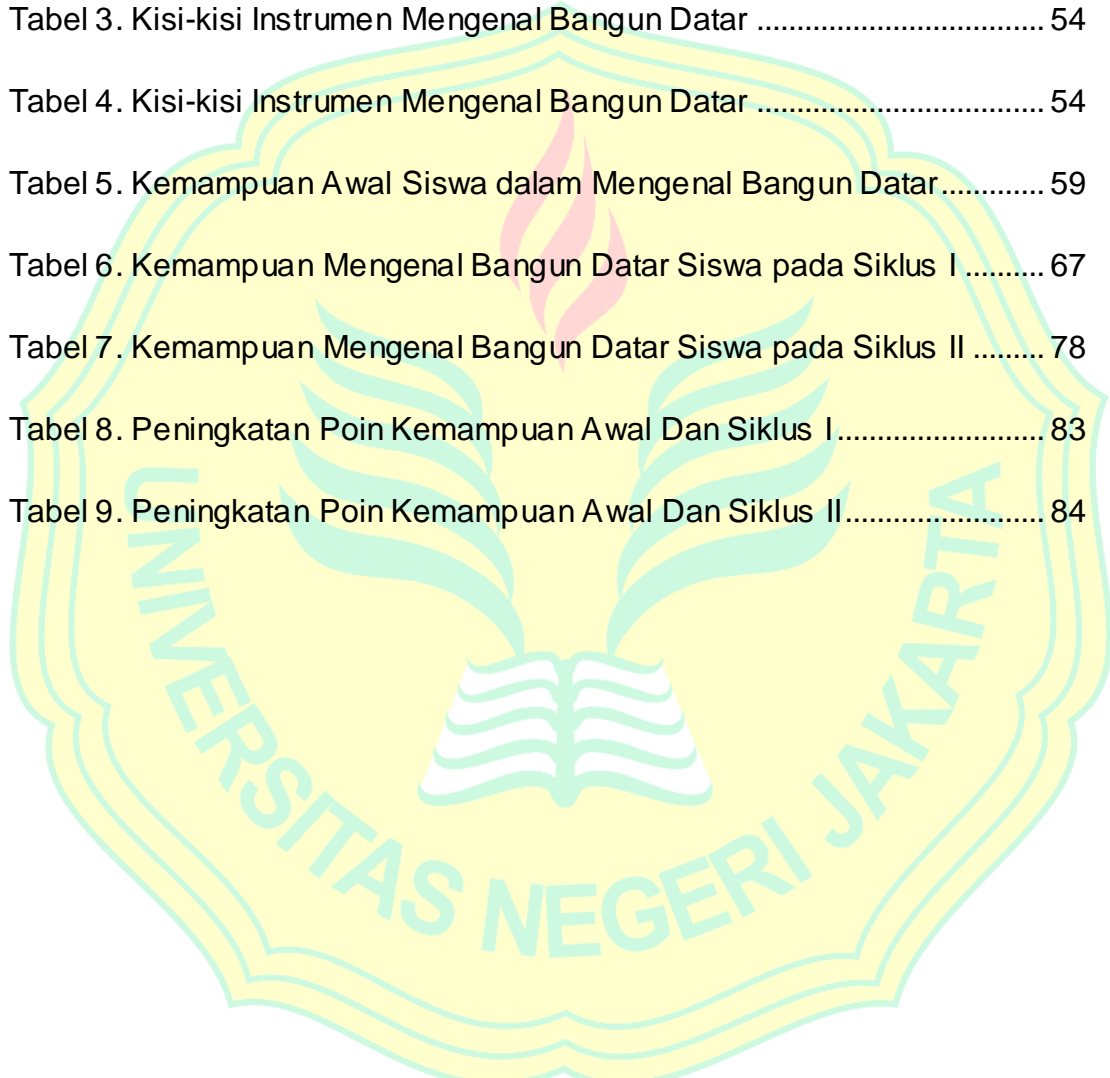 Tabel 3. Kisi-kisi Instrumen Mengenal Bangun Datar .................................... 54
Tabel 4. Kisi-kisi Instrumen Mengenal Bangun Datar .................................... 54
Tabel 5. Kemampuan Awal Siswa dalam Mengenal Bangun Datar............. 59
Tabel 6. Kemampuan Mengenal Bangun Datar Siswa pada Siklus I .......... 67
Tabel 7. Kemampuan Mengenal Bangun Datar Siswa pada Siklus II ......... 78
Tabel 8. Peningkatan Poin Kemampuan Awal Dan Siklus I.......................... 83
Tabel 9. Peningkatan Poin Kemampuan Awal Dan Siklus II......................... 84
UNIVERSITAS NEGERI JAKARTA